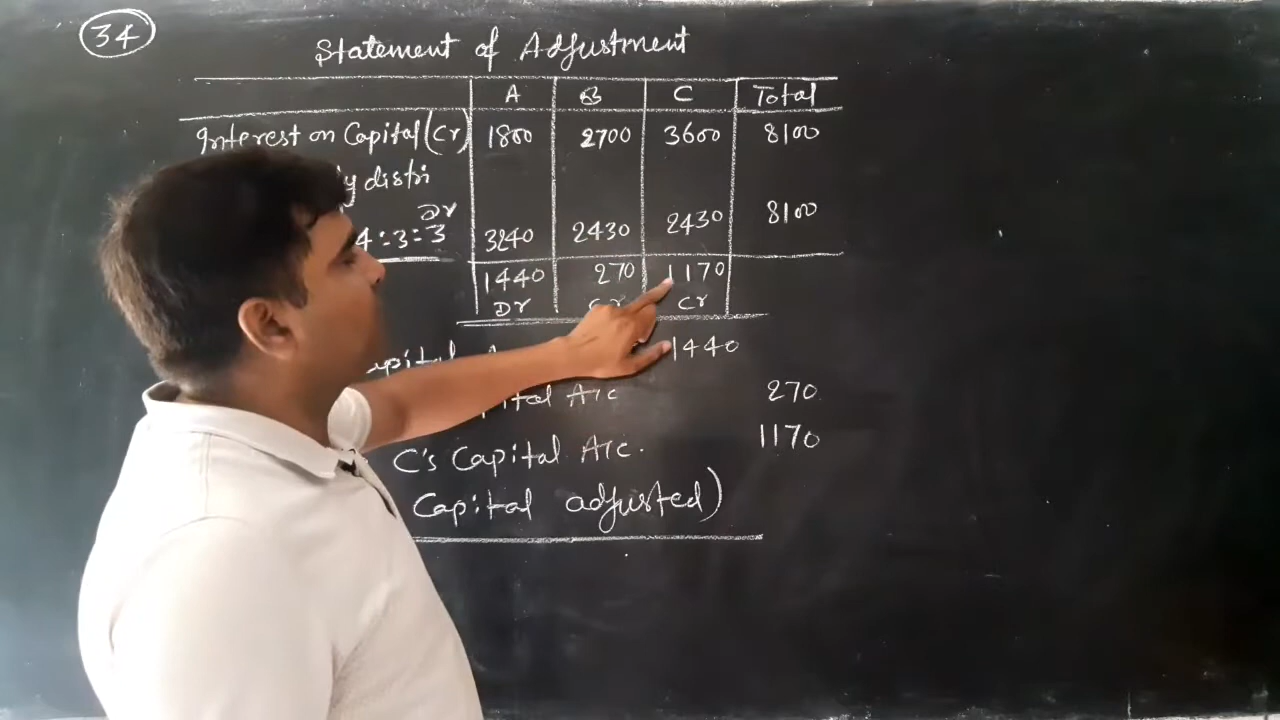 34
Statement of Adjustment
A B C Total
Interest on Capital (Cr) 1800 2700 3600 8100
distri
Dr 8100
4:3:3 3240 2430 2430
1440 270 1170
Dr Cr Cr
1440
A/c 270
C's Capital A/c. 1170
Capital adjusted)